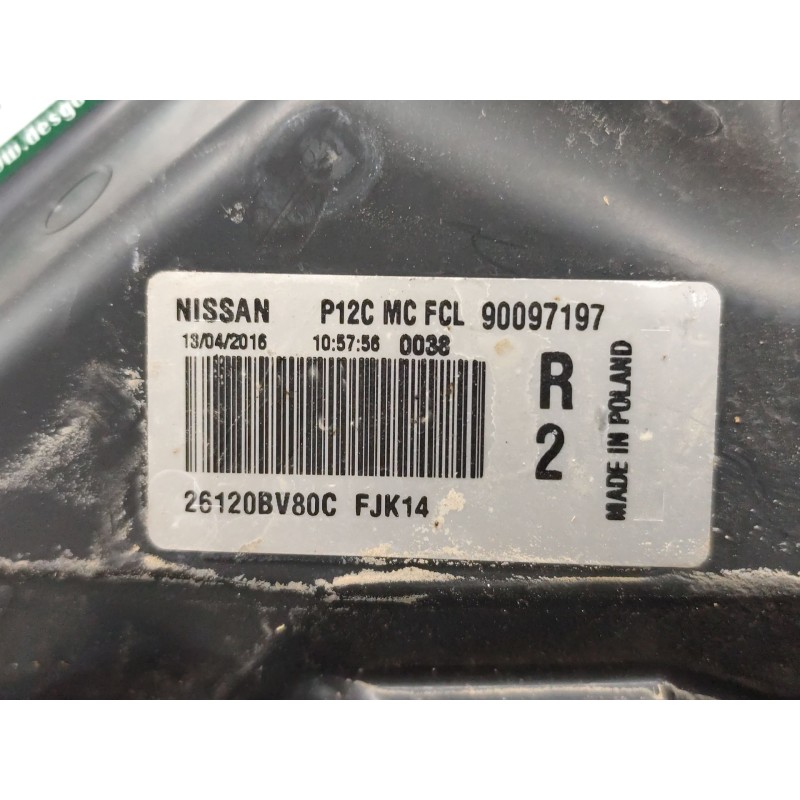 NISSAN P12C MC FCL 90097197
13/04/2016 10:57:56 0038
R
2
MADE IN POLAND
26120BV80C FJK14